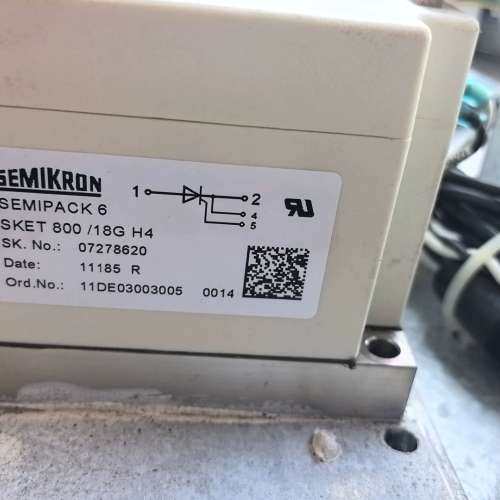 SEMIKRON
SEMIPACK 6
SKET 800 /18G H4
SK. No.: 07278620
Date: 11185 R
Ord.No.: 11DE03003005 0014
1
2
4
5
RU